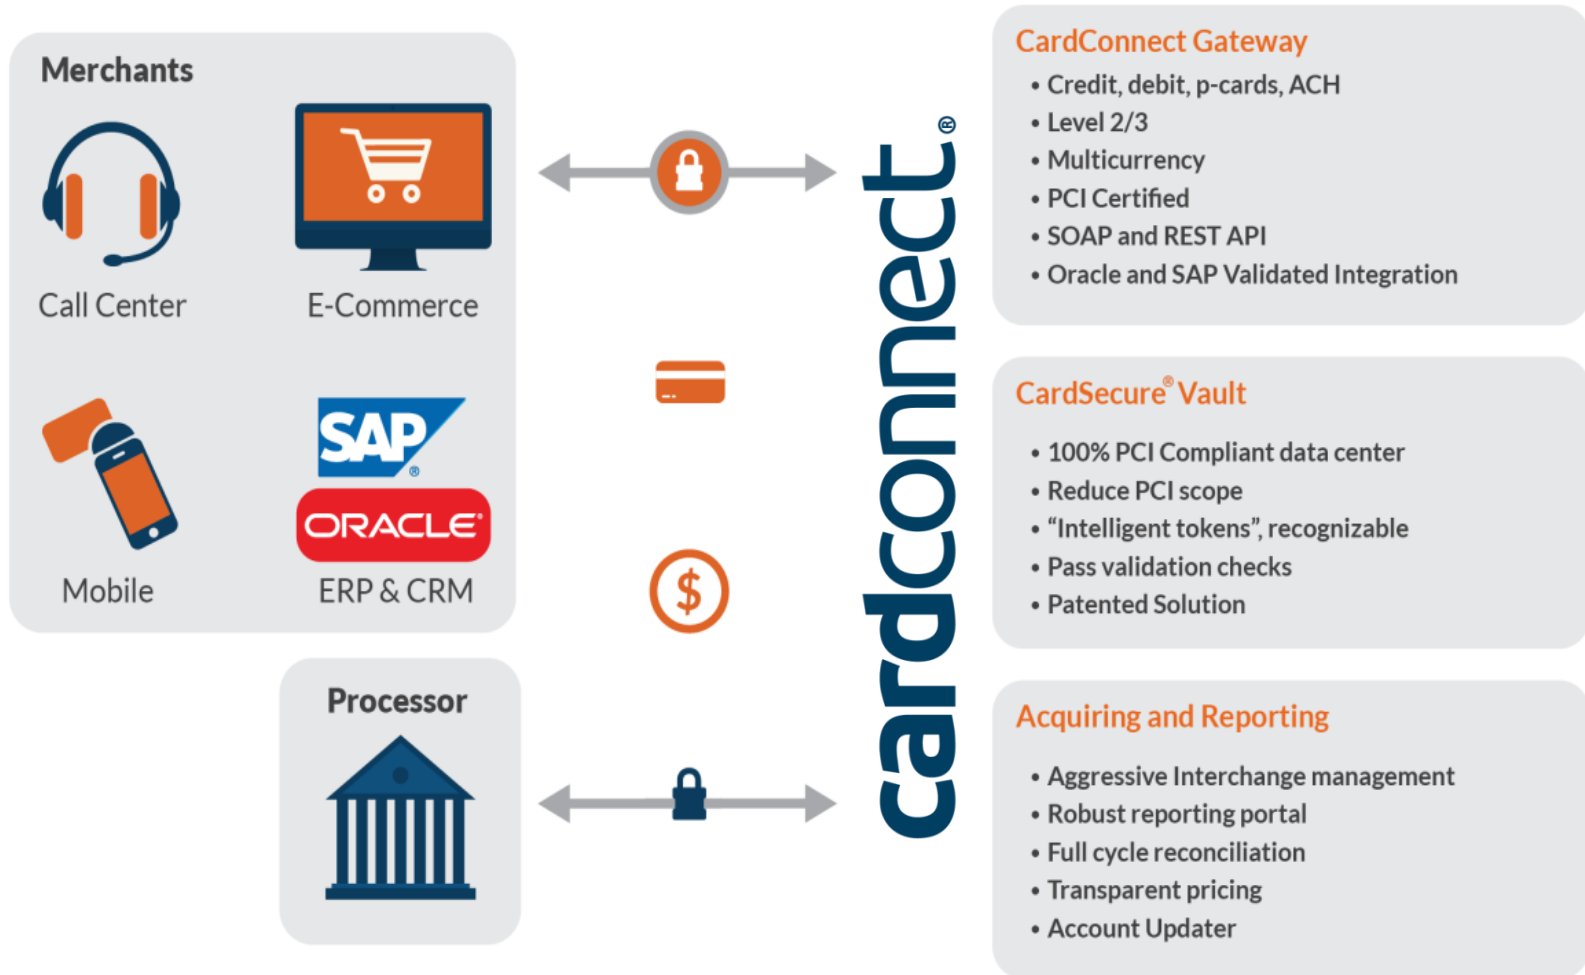 Merchants
Call Center
E-Commerce
SAP®
ORACLE®
Mobile
ERP & CRM
$
Processor
cardconnect®
CardConnect Gateway
• Credit, debit, p-cards, ACH
• Level 2/3
• Multicurrency
• PCI Certified
• SOAP and REST API
• Oracle and SAP Validated Integration
CardSecure® Vault
• 100% PCI Compliant data center
• Reduce PCI scope
• “Intelligent tokens”, recognizable
• Pass validation checks
• Patented Solution
Acquiring and Reporting
• Aggressive Interchange management
• Robust reporting portal
• Full cycle reconciliation
• Transparent pricing
• Account Updater